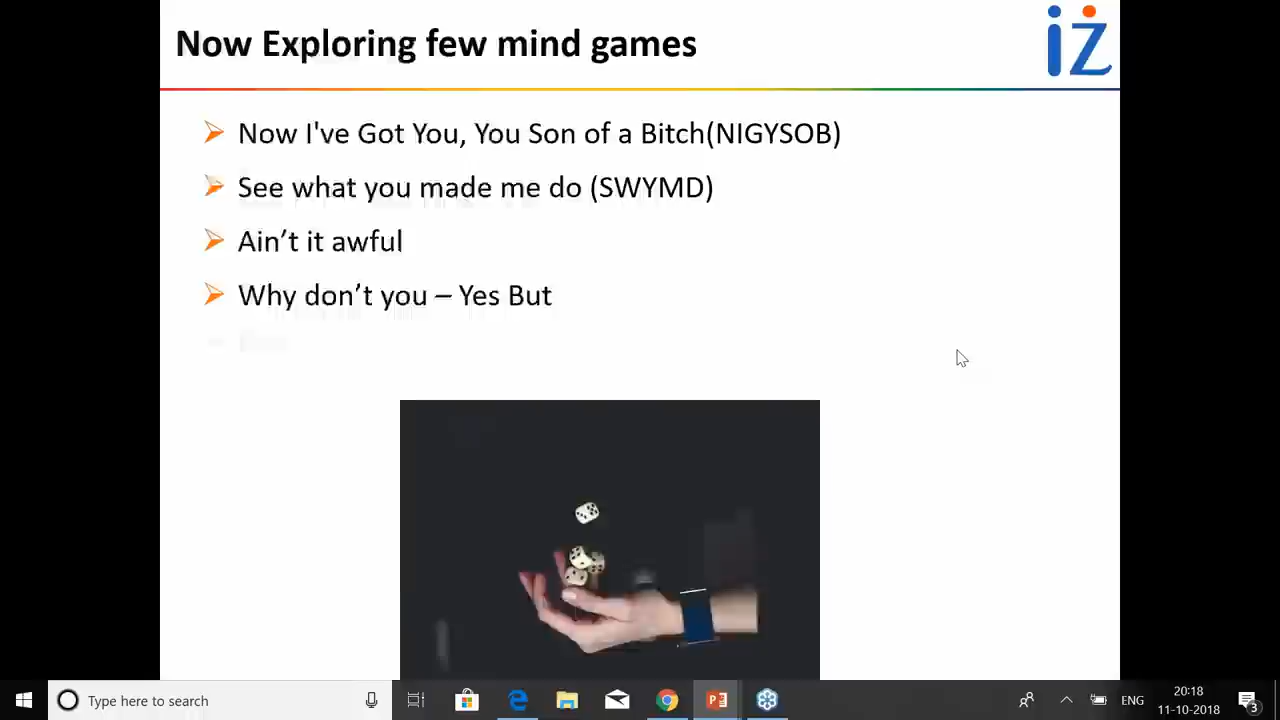 Now Exploring few mind games
iz
Now I've Got You, You Son of a Bitch(NIGYSOB)
See what you made me do (SWYMD)
Ain’t it awful
Why don’t you – Yes But
Type here to search
ENG
20:18
11-10-2018
3